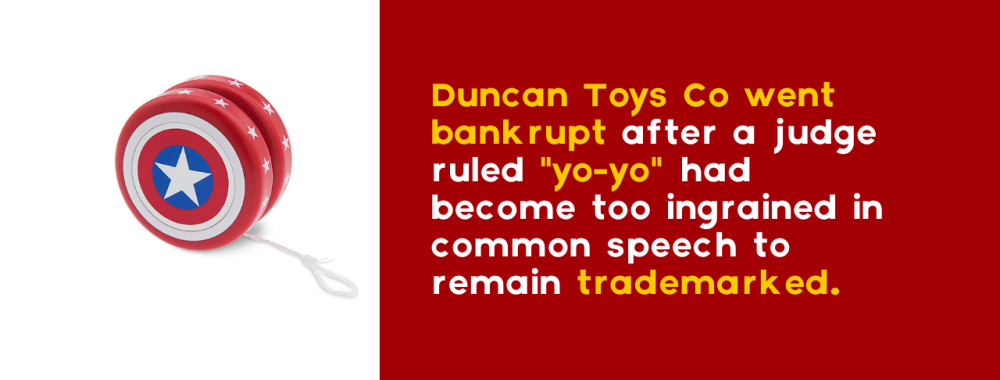 Duncan Toys Co went
bankrupt after a judge
ruled "yo-yo" had
become too ingrained in
common speech to
remain trademarked.